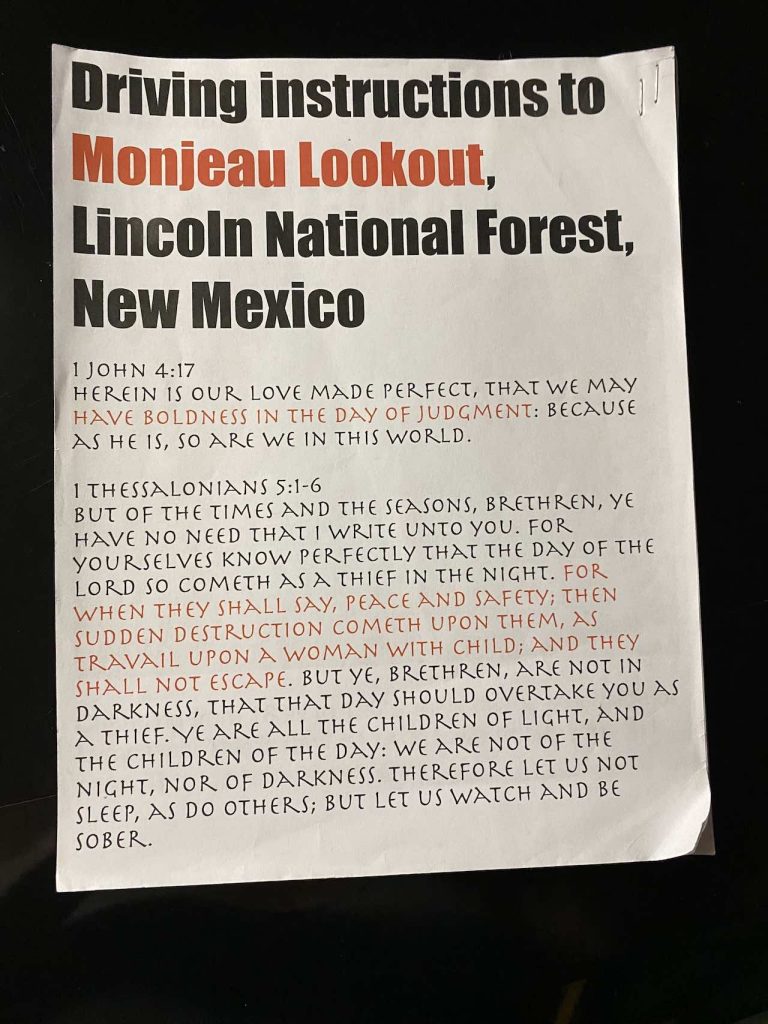 Driving instructions to
Monjeau Lookout,
Lincoln National Forest,
New Mexico
1 JOHN 4:17
HEREIN IS OUR LOVE MADE PERFECT, THAT WE MAY
HAVE BOLDNESS IN THE DAY OF JUDGMENT: BECAUSE
AS HE IS, SO ARE WE IN THIS WORLD.
1 THESSALONIANS 5:1-6
BUT OF THE TIMES AND THE SEASONS, BRETHREN, YE
HAVE NO NEED THAT I WRITE UNTO YOU. FOR
YOURSELVES KNOW PERFECTLY THAT THE DAY OF THE
LORD SO COMETH AS A THIEF IN THE NIGHT. FOR
WHEN THEY SHALL SAY, PEACE AND SAFETY; THEN
SUDDEN DESTRUCTION COMETH UPON THEM, AS
TRAVAIL UPON A WOMAN WITH CHILD; AND THEY
SHALL NOT ESCAPE. BUT YE, BRETHREN, ARE NOT IN
DARKNESS, THAT THAT DAY SHOULD OVERTAKE YOU AS
A THIEF. YE ARE ALL THE CHILDREN OF LIGHT, AND
THE CHILDREN OF THE DAY: WE ARE NOT OF THE
NIGHT, NOR OF DARKNESS. THEREFORE LET US NOT
SLEEP, AS DO OTHERS; BUT LET US WATCH AND BE
SOBER.